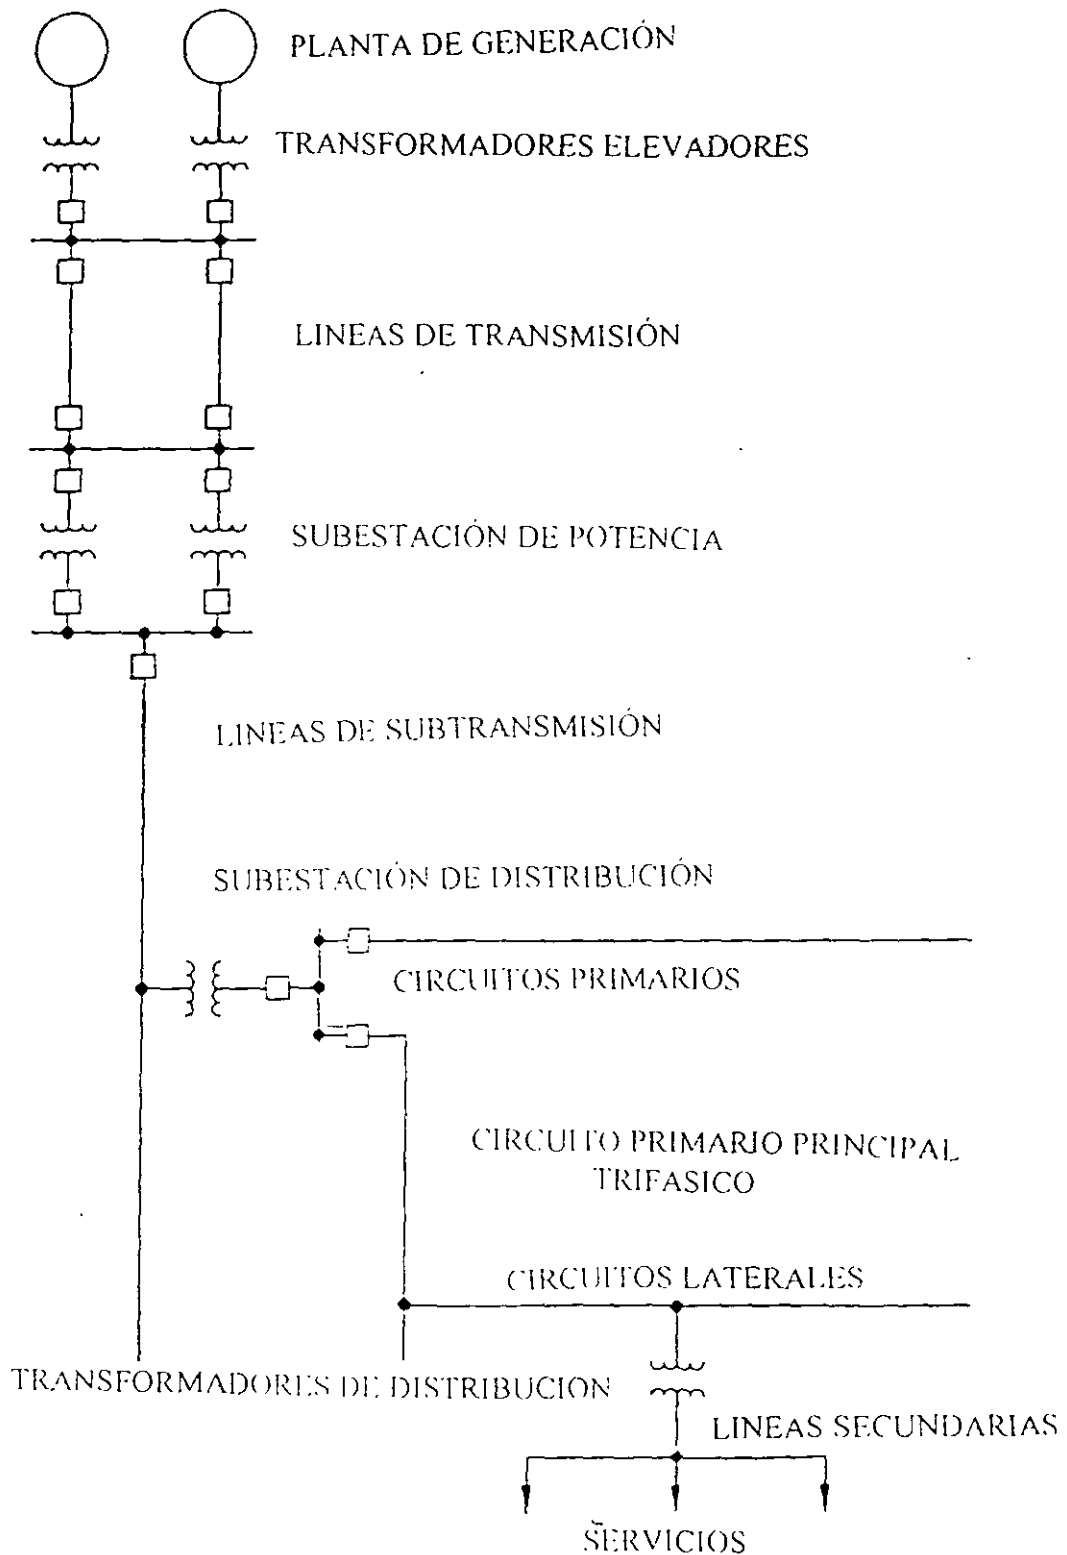 PLANTA DE GENERACIÓN
TRANSFORMADORES ELEVADORES
LINEAS DE TRANSMISIÓN
SUBESTACIÓN DE POTENCIA
LINEAS DE SUBTRANSMISIÓN
SUBESTACIÓN DE DISTRIBUCIÓN
CIRCUITOS PRIMARIOS
CIRCUITO PRIMARIO PRINCIPAL
TRIFASICO
CIRCUITOS LATERALES
TRANSFORMADORES DE DISTRIBUCION
LINEAS SECUNDARIAS
SERVICIOS